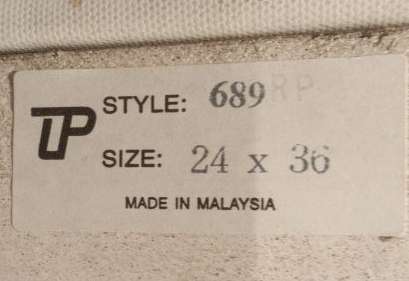 TP
STYLE: 689
SIZE: 24 x 36
MADE IN MALAYSIA